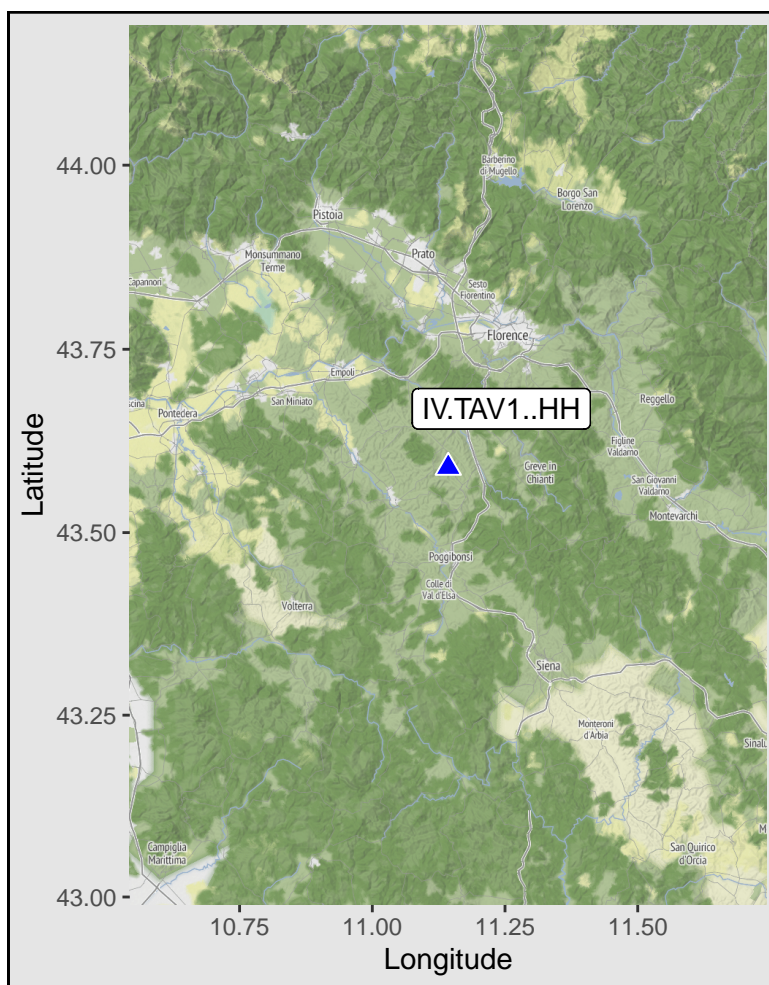 44.00
43.75
43.50
43.25
43.00
Latitude
10.75
11.00
11.25
11.50
Longitude
IV.TAV1..HH
Barberino
di Mugello
Borgo San
Lorenzo
Pistoia
Monsummano
Terme
Prato
Capannori
Sesto
Fiorentino
Florence
Empoli
San Miniato
scina
Pontedera
Reggello
Figline
Valdarno
Greve in
Chianti
San Giovanni
Valdarno
Montevarchi
Poggibonsi
Colle di
Val d'Elsa
Volterra
Siena
Monteroni
d'Arbia
Sinalu
Campiglia
Marittima
M
San Quirico
d'Orcia